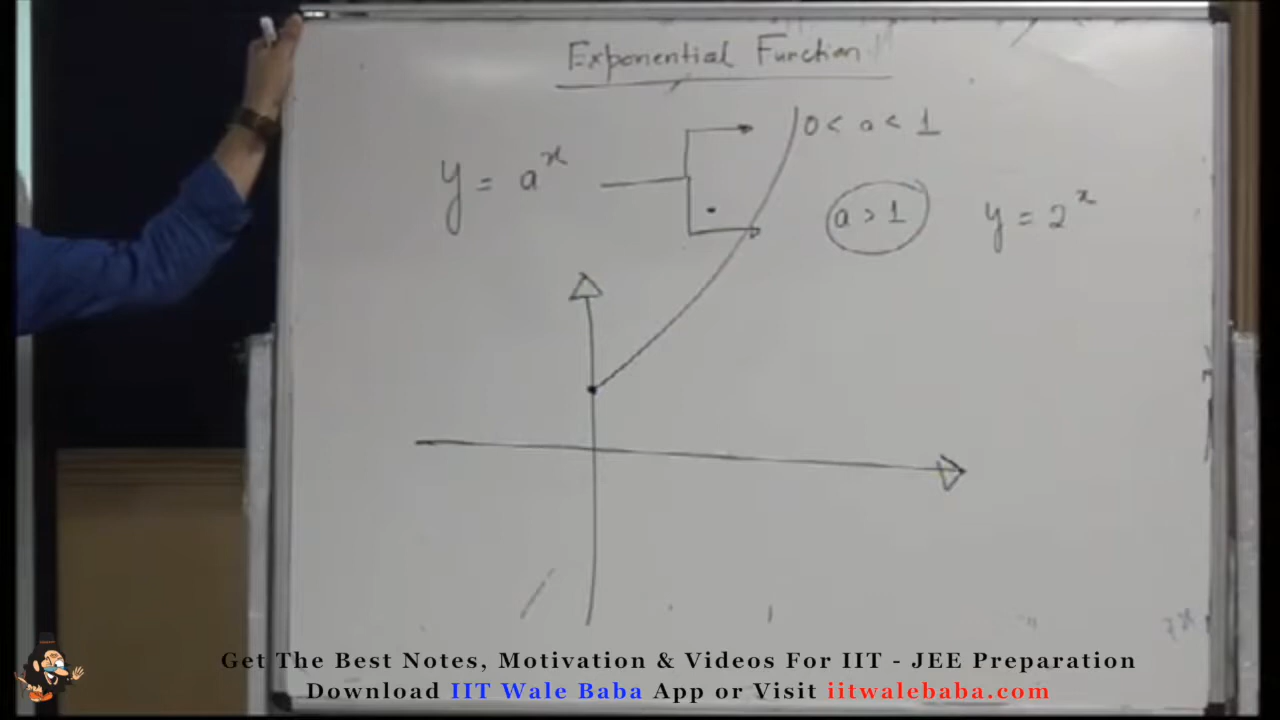 Exponential Function
0 < a < 1
y = a^x
a > 1
y = 2^x
Get The Best Notes, Motivation & Videos For IIT - JEE Preparation
Download IIT Wale Baba App or Visit iitwalebaba.com